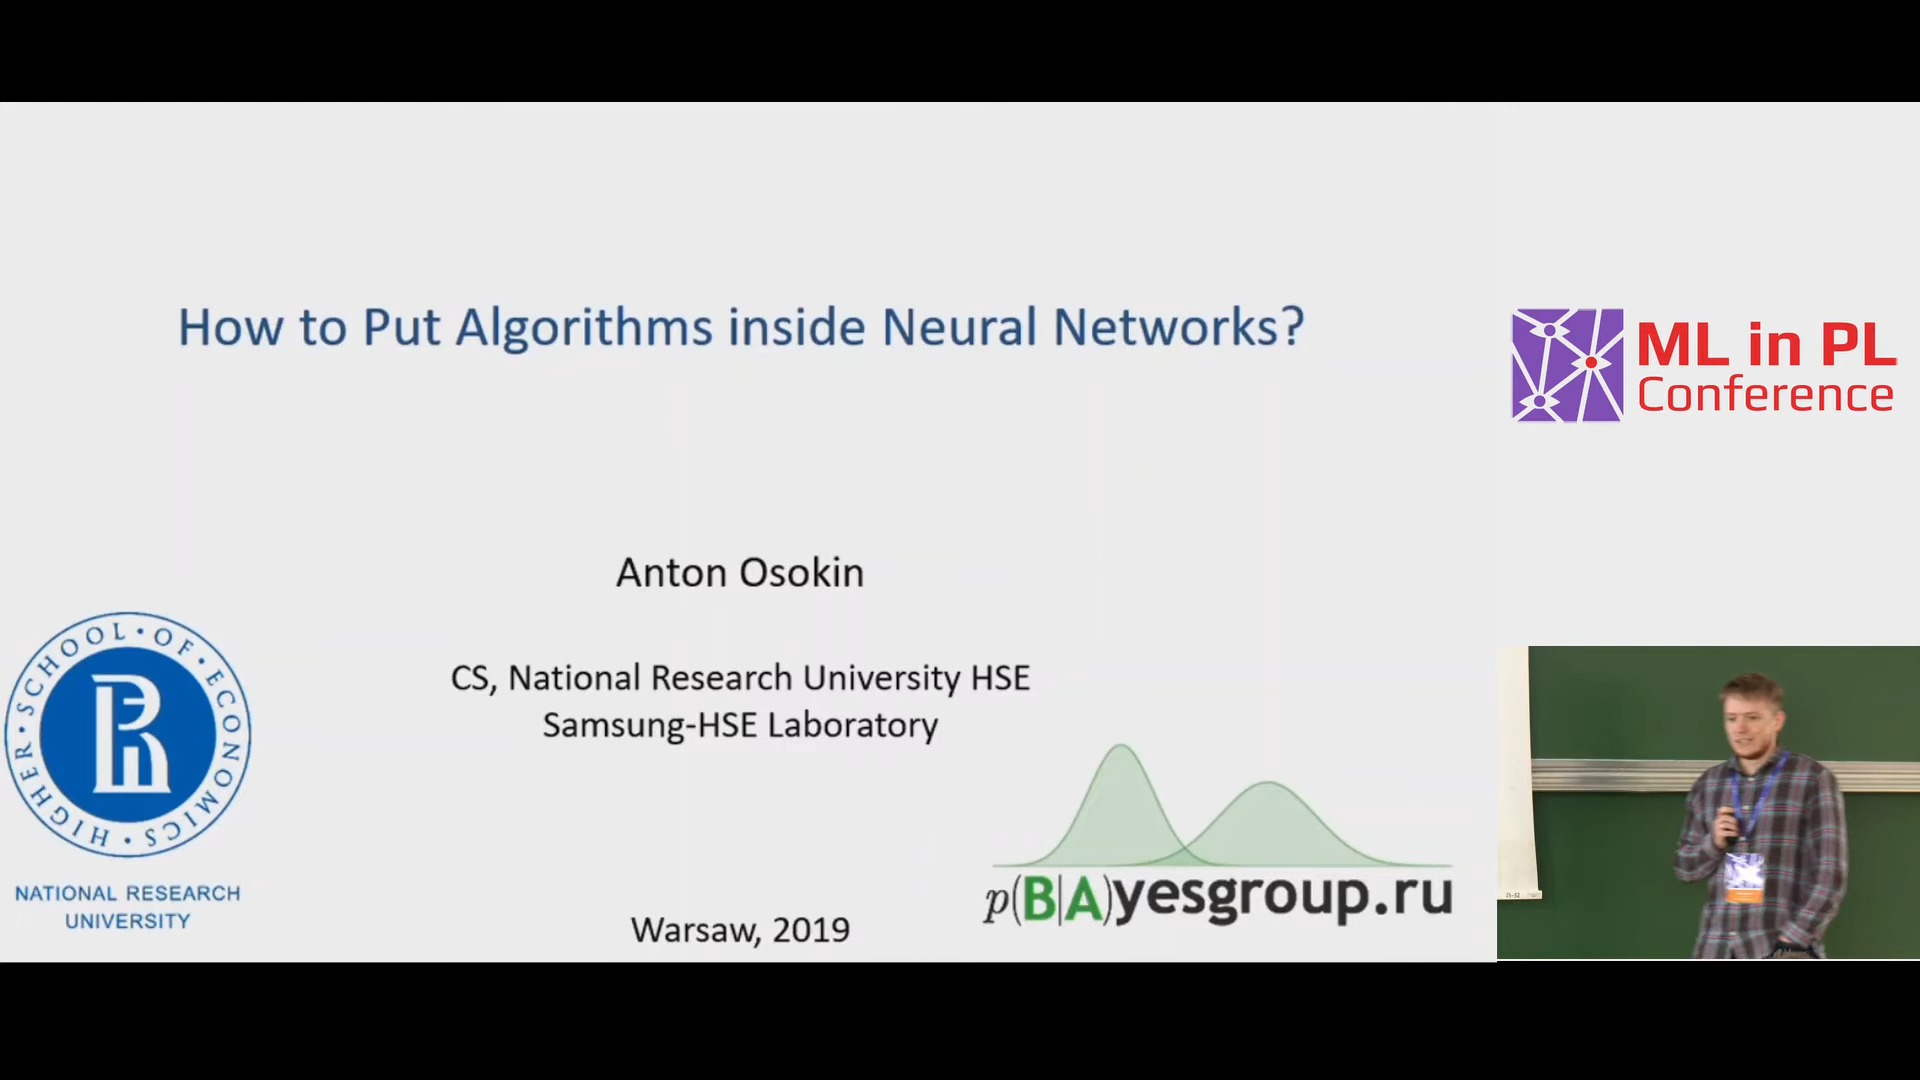 How to Put Algorithms inside Neural Networks?
ML in PL
Conference
Anton Osokin
CS, National Research University HSE
Samsung-HSE Laboratory
HIGHER • SCHOOL • OF • ECONOMICS •
NATIONAL RESEARCH
UNIVERSITY
p(B|A)yesgroup.ru
Warsaw, 2019